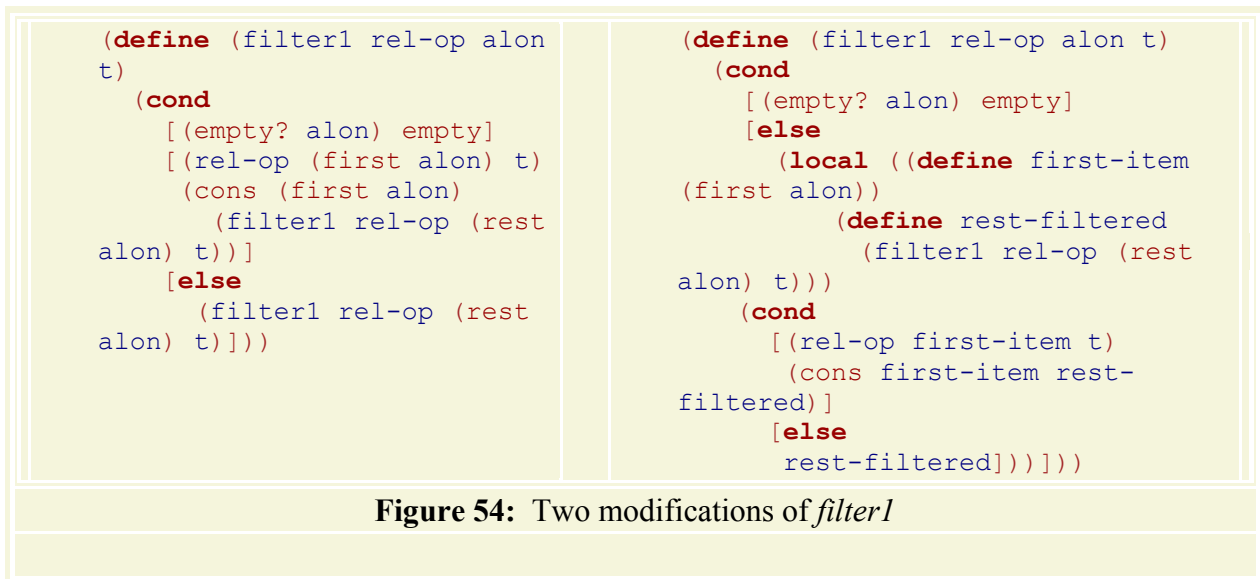 (define (filter1 rel-op alon
t)
(cond
[(empty? alon) empty]
[(rel-op (first alon) t)
(cons (first alon)
(filter1 rel-op (rest
alon) t))]
[else
(filter1 rel-op (rest
alon) t)]))
(define (filter1 rel-op alon t)
(cond
[(empty? alon) empty]
[else
(local ((define first-item
(first alon))
(define rest-filtered
(filter1 rel-op (rest
alon) t)))
(cond
[(rel-op first-item t)
(cons first-item rest-
filtered)]
[else
rest-filtered]))]))
Figure 54: Two modifications of filter1